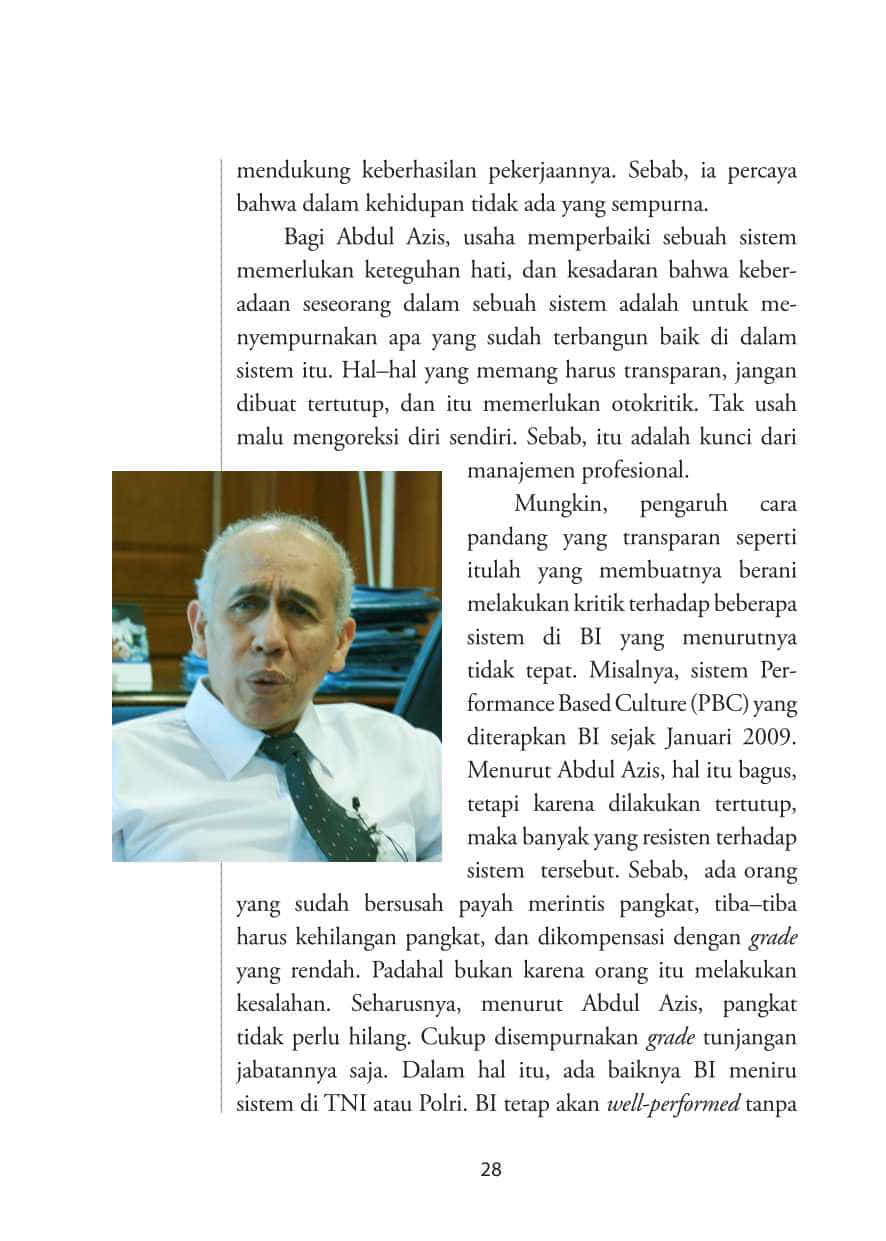 mendukung keberhasilan pekerjaannya. Sebab, ia percaya
bahwa dalam kehidupan tidak ada yang sempurna.
Bagi Abdul Azis, usaha memperbaiki sebuah sistem
memerlukan keteguhan hati, dan kesadaran bahwa keber-
adaan seseorang dalam sebuah sistem adalah untuk me-
nyempurnakan apa yang sudah terbangun baik di dalam
sistem itu. Hal–hal yang memang harus transparan, jangan
dibuat tertutup, dan itu memerlukan otokritik. Tak usah
malu mengoreksi diri sendiri. Sebab, itu adalah kunci dari
manajemen profesional.
Mungkin, pengaruh cara
pandang yang transparan seperti
itulah yang membuatnya berani
melakukan kritik terhadap beberapa
sistem di BI yang menurutnya
tidak tepat. Misalnya, sistem Per-
formance Based Culture (PBC) yang
diterapkan BI sejak Januari 2009.
Menurut Abdul Azis, hal itu bagus,
tetapi karena dilakukan tertutup,
maka banyak yang resisten terhadap
sistem tersebut. Sebab, ada orang
yang sudah bersusah payah merintis pangkat, tiba–tiba
harus kehilangan pangkat, dan dikompensasi dengan grade
yang rendah. Padahal bukan karena orang itu melakukan
kesalahan. Seharusnya, menurut Abdul Azis, pangkat
tidak perlu hilang. Cukup disempurnakan grade tunjangan
jabatannya saja. Dalam hal itu, ada baiknya BI meniru
sistem di TNI atau Polri. BI tetap akan well-performed tanpa
28